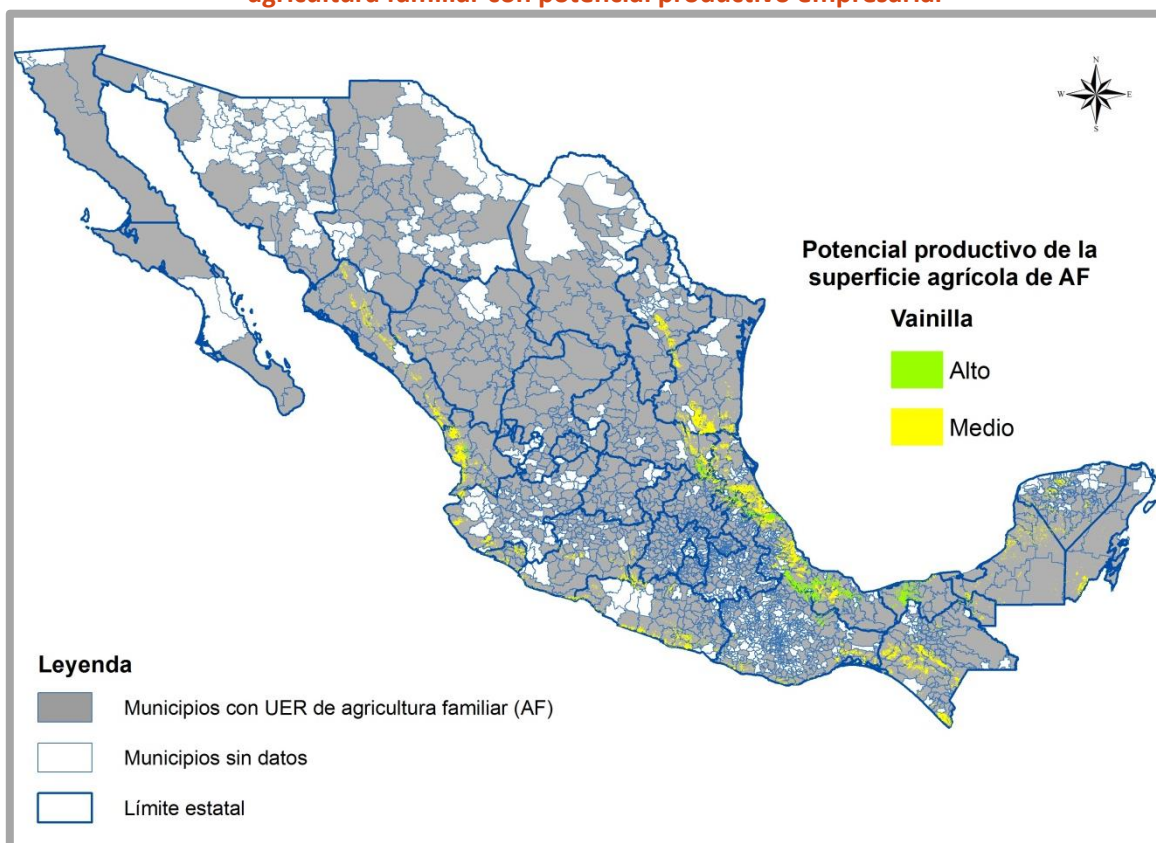 agricultura familiar con potencial productivo empresarial
N
W E
S
Potencial productivo de la
superficie agrícola de AF
Vainilla
Alto
Medio
Leyenda
Municipios con UER de agricultura familiar (AF)
Municipios sin datos
Límite estatal